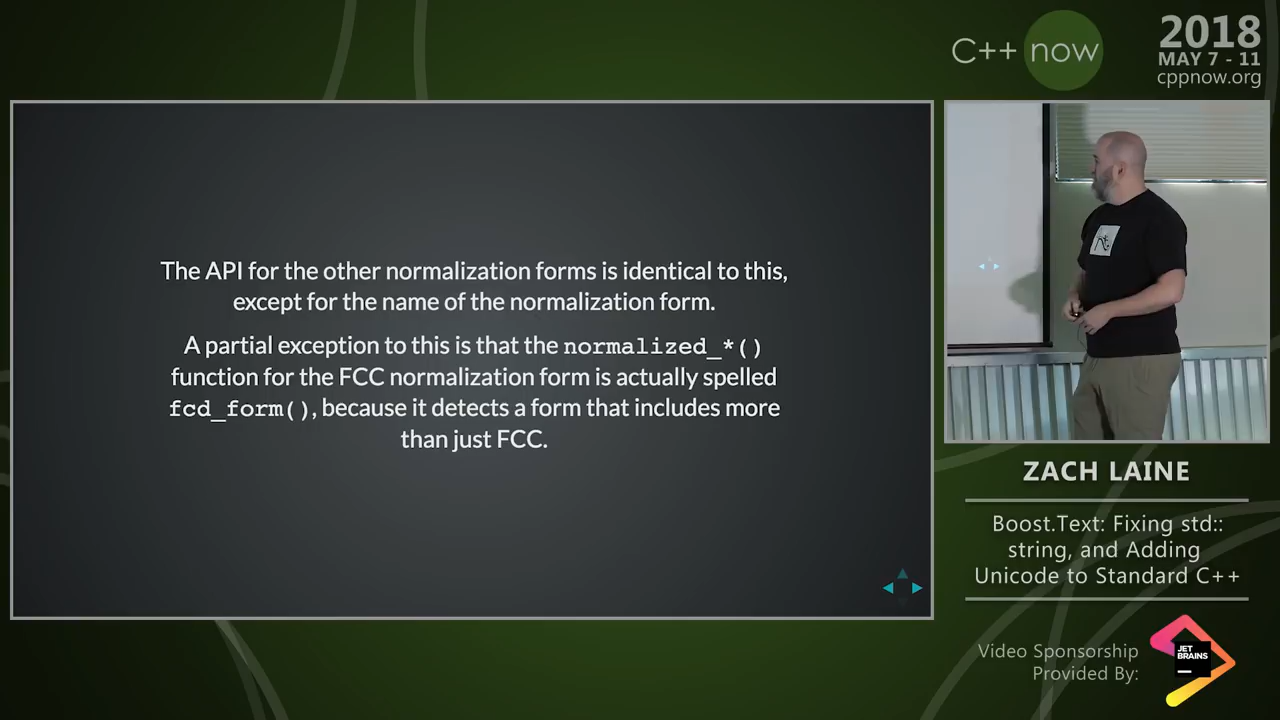 C++ now
2018
MAY 7 - 11
cppnow.org
The API for the other normalization forms is identical to this,
except for the name of the normalization form.
A partial exception to this is that the normalized_*()
function for the FCC normalization form is actually spelled
fcd_form(), because it detects a form that includes more
than just FCC.
ZACH LAINE
Boost.Text: Fixing std::
string, and Adding
Unicode to Standard C++
Video Sponsorship
Provided By:
JET
BRAINS